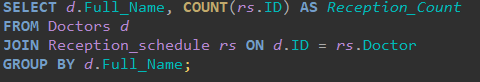 SELECT d.Full_Name, COUNT(rs.ID) AS Reception_Count
FROM Doctors d
JOIN Reception_schedule rs ON d.ID = rs.Doctor
GROUP BY d.Full_Name;